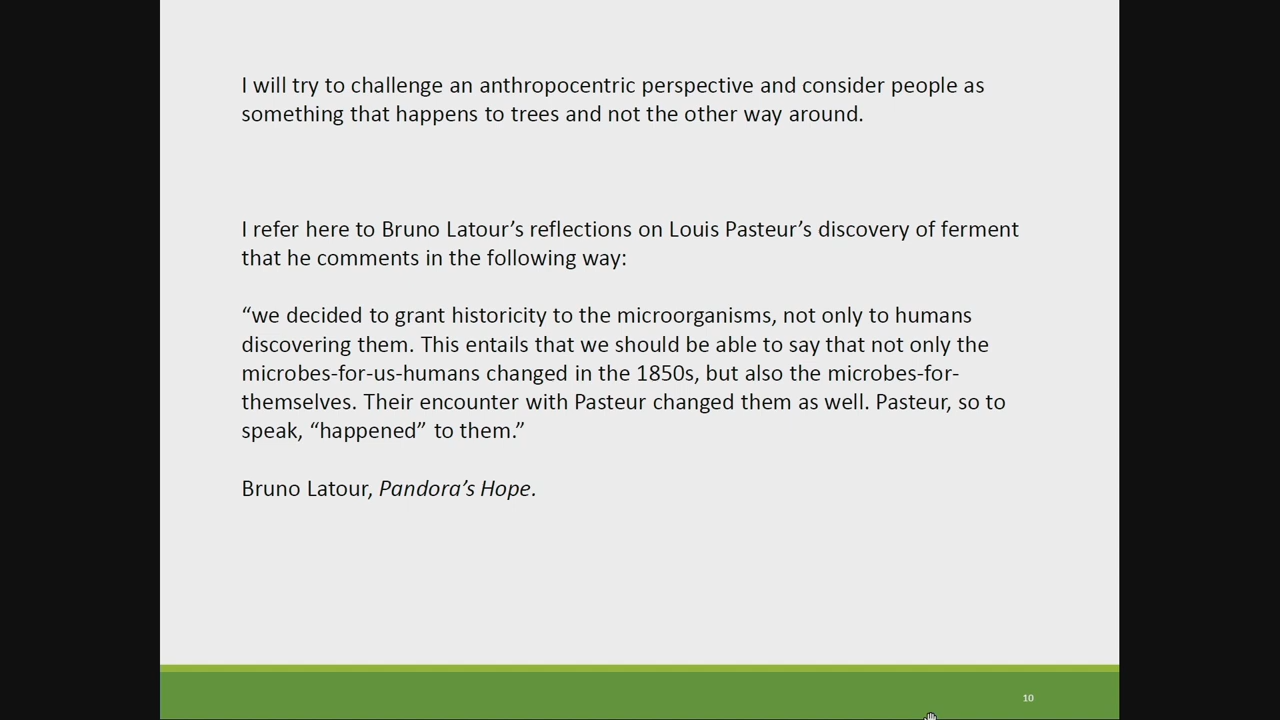 I will try to challenge an anthropocentric perspective and consider people as
something that happens to trees and not the other way around.
I refer here to Bruno Latour’s reflections on Louis Pasteur’s discovery of ferment
that he comments in the following way:
“we decided to grant historicity to the microorganisms, not only to humans
discovering them. This entails that we should be able to say that not only the
microbes-for-us-humans changed in the 1850s, but also the microbes-for-
themselves. Their encounter with Pasteur changed them as well. Pasteur, so to
speak, “happened” to them.”
Bruno Latour, Pandora’s Hope.
10